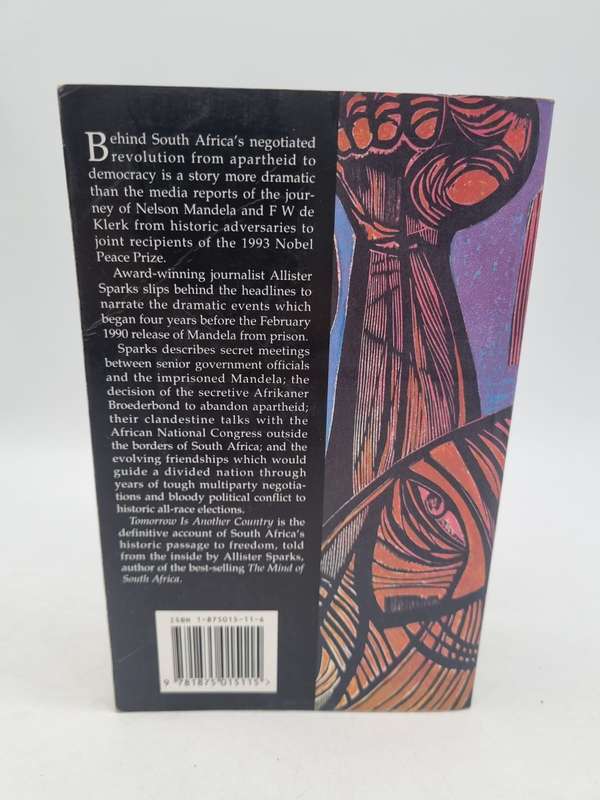 Behind South Africa's negotiated
revolution from apartheid to
democracy is a story more dramatic
than the media reports of the jour-
ney of Nelson Mandela and F W de
Klerk from historic adversaries to
joint recipients of the 1993 Nobel
Peace Prize.
Award-winning journalist Allister
Sparks slips behind the headlines to
narrate the dramatic events which
began four years before the February
1990 release of Mandela from prison.
Sparks describes secret meetings
between senior government officials
and the imprisoned Mandela; the
decision of the secretive Afrikaner
Broederbond to abandon apartheid;
their clandestine talks with the
African National Congress outside
the borders of South Africa; and the
evolving friendships which would
guide a divided nation through
years of tough multiparty negotia-
tions and bloody political conflict to
historic all-race elections.
Tomorrow Is Another Country is the
definitive account of South Africa's
historic passage to freedom, told
from the inside by Allister Sparks,
author of the best-selling The Mind of
South Africa.
ISBN 1-875015-11-6
9 781875 015115 >